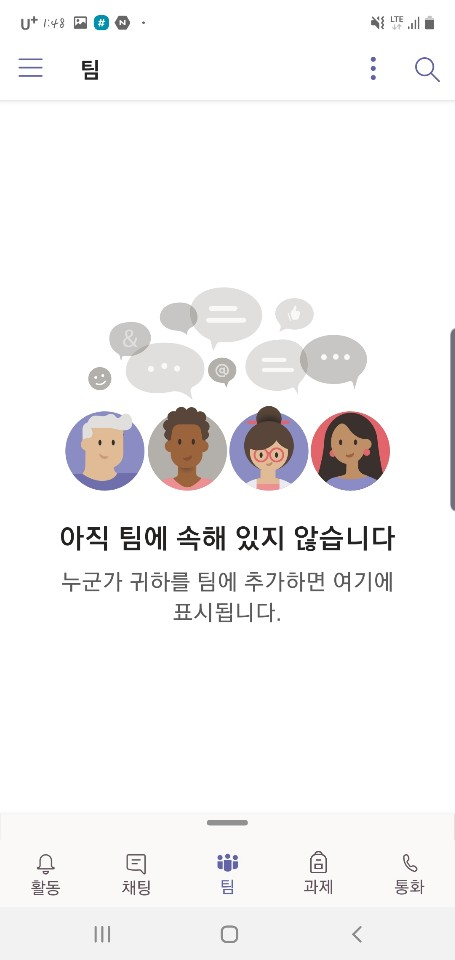 U+ 1:48 # N
LTE
팀
&
@
아직 팀에 속해 있지 않습니다
누군가 귀하를 팀에 추가하면 여기에
표시됩니다.
활동 채팅 팀 과제 통화